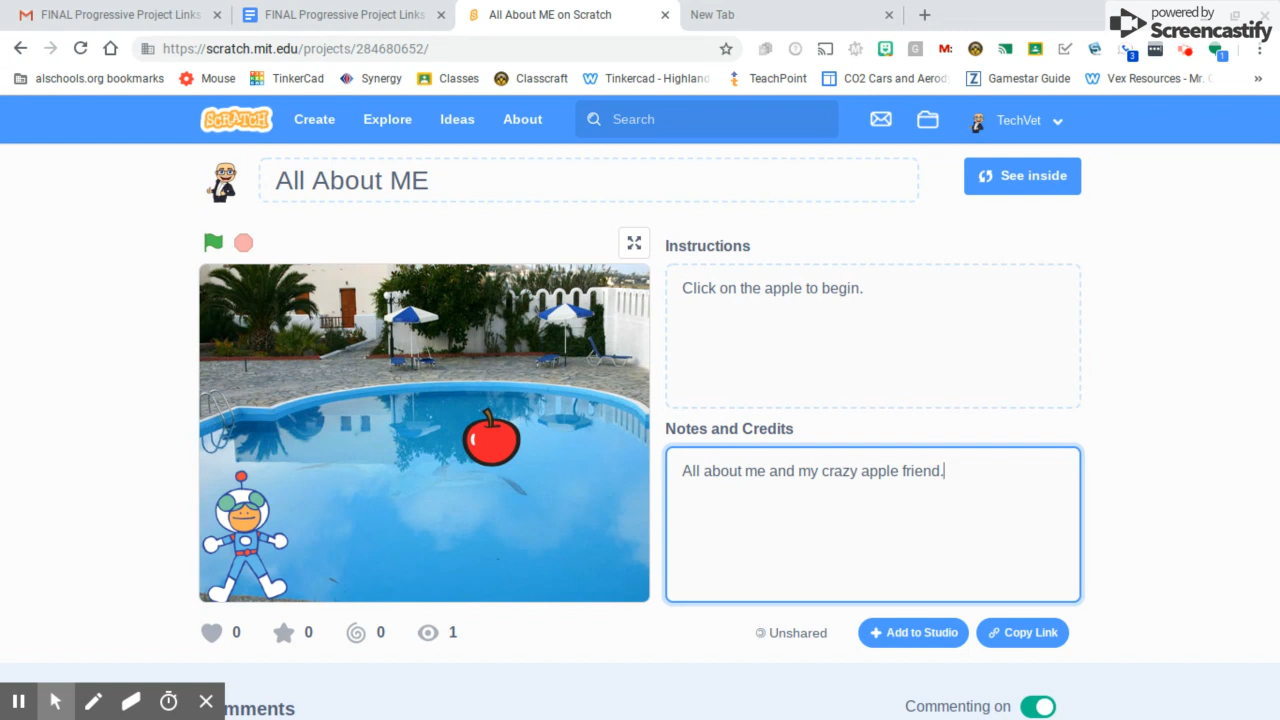 FINAL Progressive Project Links
FINAL Progressive Project Links
All About ME on Scratch
New Tab
powered by
Screencastify
https://scratch.mit.edu/projects/284680652/
G
M:
3
1
alschools.org bookmarks
Mouse
TinkerCad
Synergy
Classes
Classcraft
Tinkercad - Highland
TeachPoint
CO2 Cars and Aerod
Gamestar Guide
Vex Resources - Mr.
»
SCRATCH
Create
Explore
Ideas
About
Search
TechVet
All About ME
See inside
Instructions
Click on the apple to begin.
Notes and Credits
All about me and my crazy apple friend.
0
0
0
1
Unshared
Add to Studio
Copy Link
mments
Commenting on